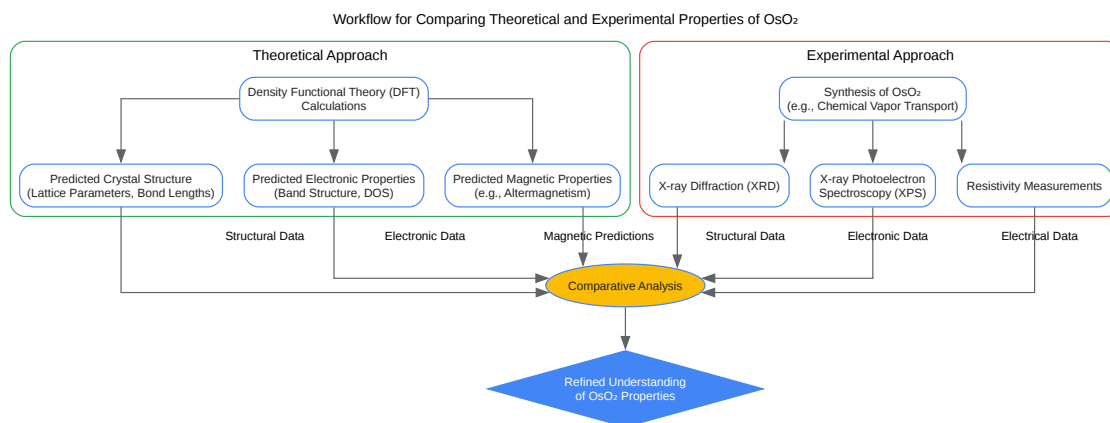 Workflow for Comparing Theoretical and Experimental Properties of OsO₂
Theoretical Approach
Experimental Approach
Density Functional Theory (DFT)
Calculations
Synthesis of OsO₂
(e.g., Chemical Vapor Transport)
Predicted Crystal Structure
(Lattice Parameters, Bond Lengths)
Predicted Electronic Properties
(Band Structure, DOS)
Predicted Magnetic Properties
(e.g., Altermagnetism)
X-ray Diffraction (XRD)
X-ray Photoelectron
Spectroscopy (XPS)
Resistivity Measurements
Structural Data
Electronic Data
Magnetic Predictions
Structural Data
Electronic Data
Electrical Data
Comparative Analysis
Refined Understanding
of OsO₂ Properties